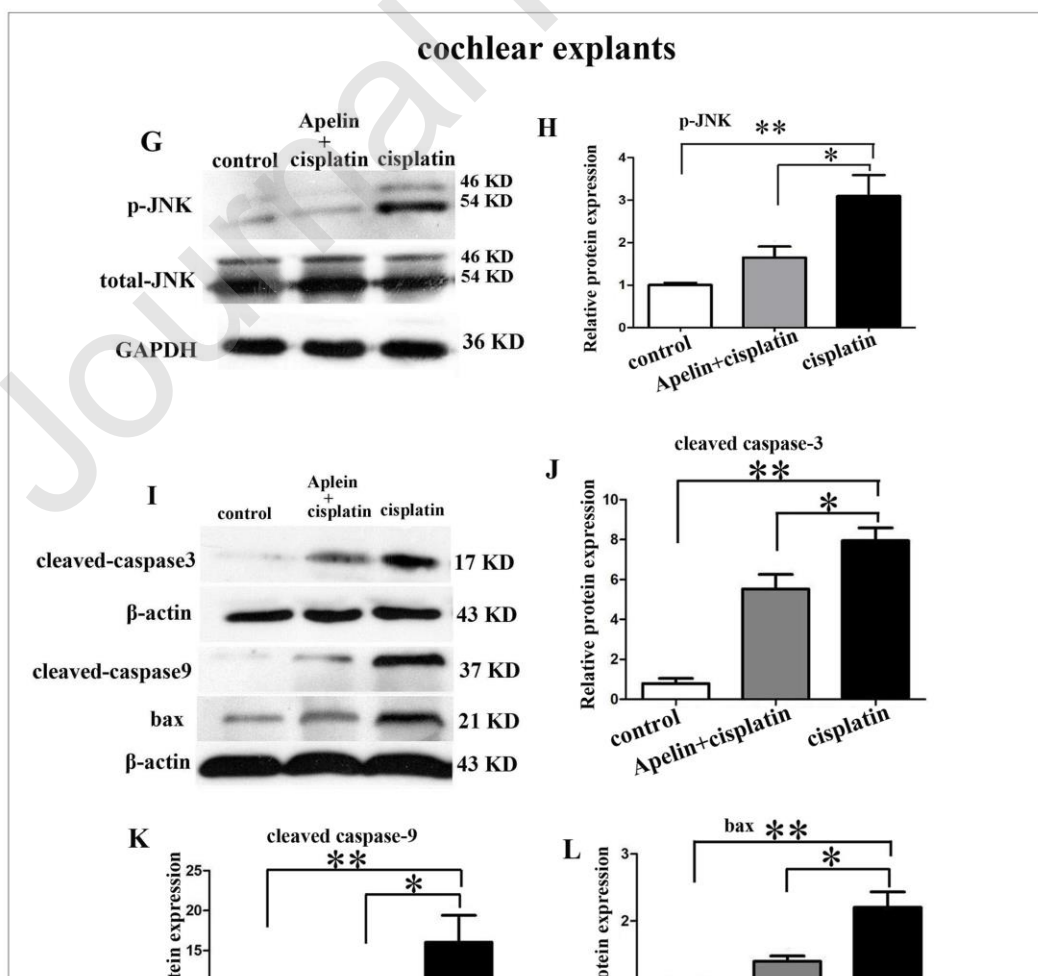 Journal
cochlear explants
G
Apelin
+
control cisplatin cisplatin
p-JNK
46 KD
54 KD
total-JNK
46 KD
54 KD
GAPDH
36 KD
H
p-JNK
**
*
Relative protein expression
4
3
2
1
0
control
Apelin+cisplatin
cisplatin
I
Aplein
+
control cisplatin cisplatin
cleaved-caspase3
17 KD
β-actin
43 KD
cleaved-caspase9
37 KD
bax
21 KD
β-actin
43 KD
J
cleaved caspase-3
**
*
Relative protein expression
10
8
6
4
2
0
control
Apelin+cisplatin
cisplatin
K
cleaved caspase-9
**
*
expression
25
20
15
L
bax **
*
expression
3
2